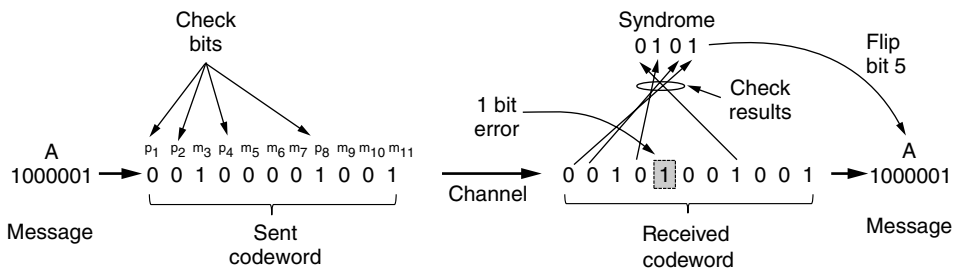 Check
bits
A
1000001
Message
p1 p2 m3 p4 m5 m6 m7 p8 m9 m10 m11
0 0 1 0 0 0 0 1 0 0 1
Sent
codeword
Channel
Syndrome
0 1 0 1
Check
results
1 bit
error
0 0 1 0 1 0 0 1 0 0 1
Received
codeword
Flip
bit 5
A
1000001
Message